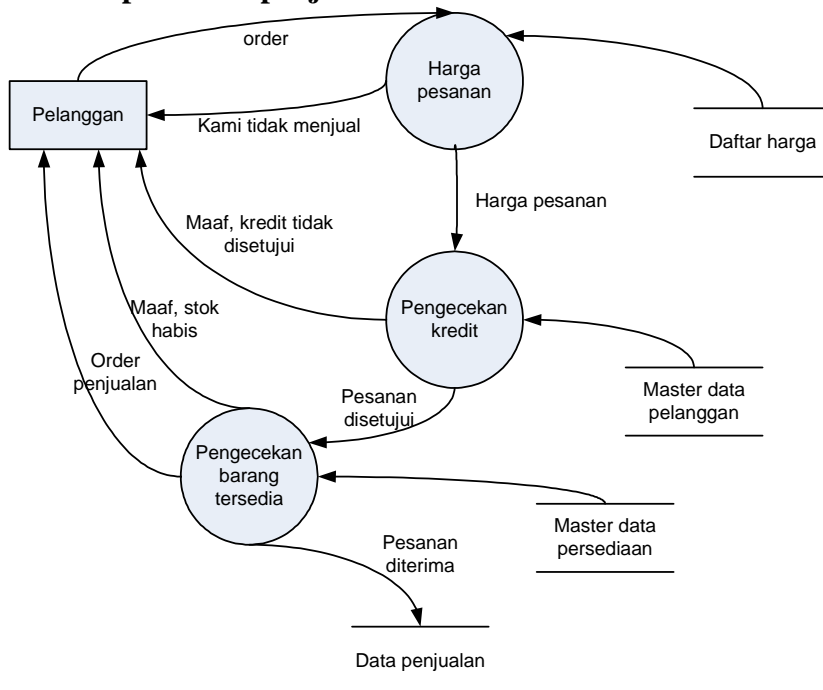 order
Harga
pesanan
Pelanggan
Kami tidak menjual
Daftar harga
Harga pesanan
Maaf, kredit tidak
disetujui
Pengecekan
kredit
Maaf, stok
habis
Order
penjualan
Pesanan
disetujui
Master data
pelanggan
Pengecekan
barang
tersedia
Master data
persediaan
Pesanan
diterima
Data penjualan